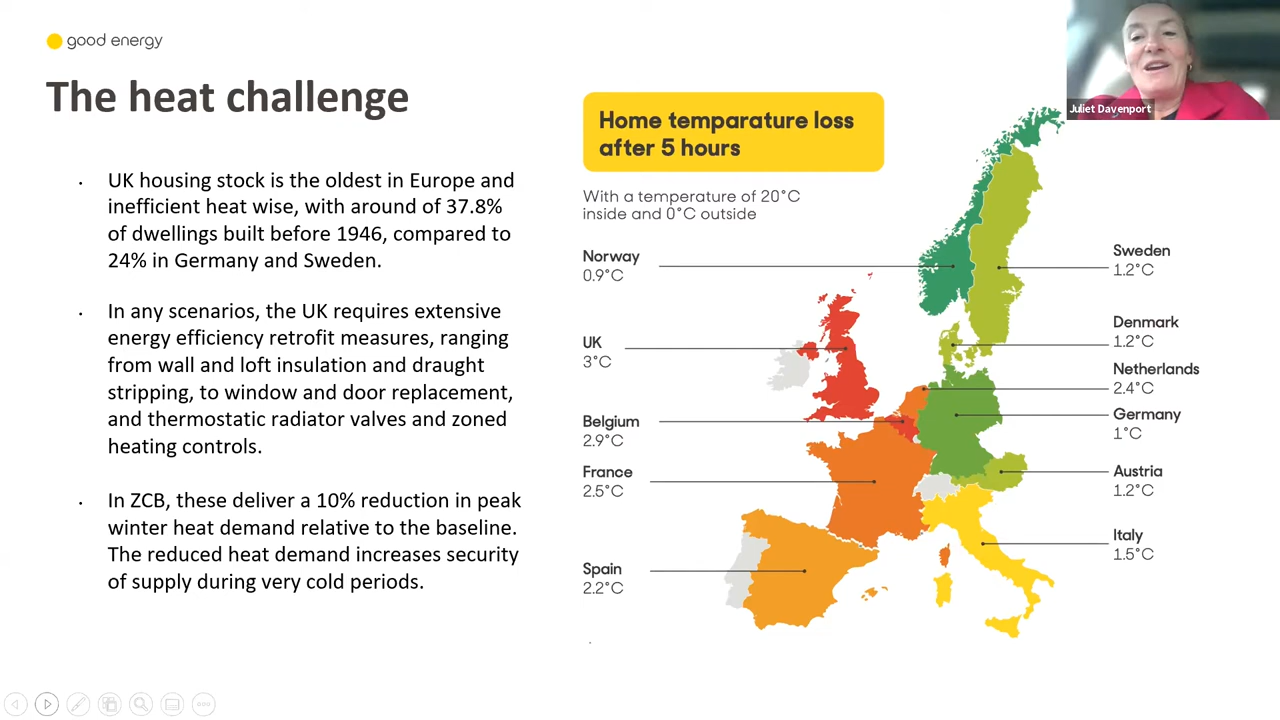 good energy
The heat challenge
UK housing stock is the oldest in Europe and
inefficient heat wise, with around of 37.8%
of dwellings built before 1946, compared to
24% in Germany and Sweden.
In any scenarios, the UK requires extensive
energy efficiency retrofit measures, ranging
from wall and loft insulation and draught
stripping, to window and door replacement,
and thermostatic radiator valves and zoned
heating controls.
In ZCB, these deliver a 10% reduction in peak
winter heat demand relative to the baseline.
The reduced heat demand increases security
of supply during very cold periods.
Home temparature loss
after 5 hours
With a temperature of 20°C
inside and 0°C outside
Norway
0.9°C
UK
3°C
Belgium
2.9°C
France
2.5°C
Spain
2.2°C
Sweden
1.2°C
Denmark
1.2°C
Netherlands
2.4°C
Germany
1°C
Austria
1.2°C
Italy
1.5°C
Juliet Davenport